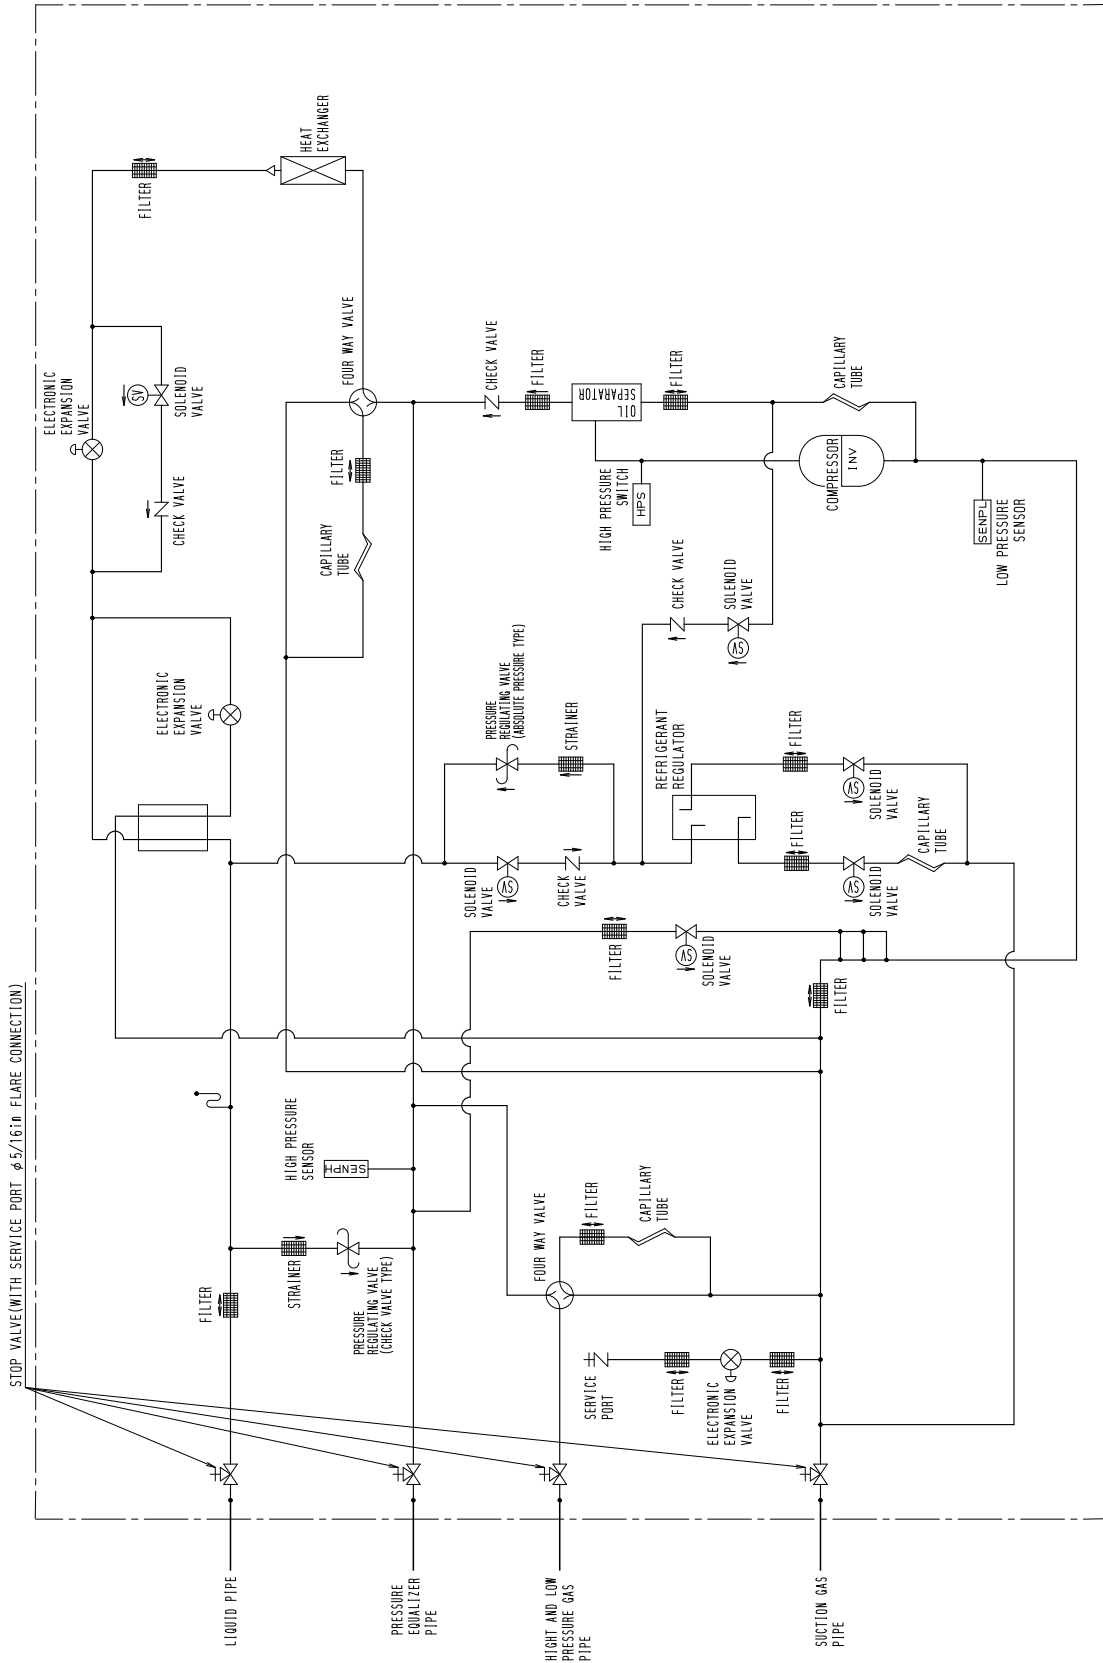 STOP VALVE(WITH SERVICE PORT φ5/16in FLARE CONNECTION)
ELECTRONIC
EXPANSION
VALVE
FILTER
HEAT
EXCHANGER
SV
SOLENOID
VALVE
CHECK VALVE
FOUR WAY VALVE
FILTER
CAPILLARY
TUBE
CHECK VALVE
FILTER
OIL
SEPARATOR
FILTER
CAPILLARY
TUBE
HIGH PRESSURE
SWITCH
HPS
COMPRESSOR
INV
SENPL
LOW PRESSURE
SENSOR
ELECTRONIC
EXPANSION
VALVE
PRESSURE
REGULATING VALVE
(ABSOLUTE PRESSURE TYPE)
STRAINER
CHECK VALVE
SOLENOID
VALVE
SV
REFRIGERANT
REGULATOR
FILTER
SV
SOLENOID
VALVE
FILTER
SV
SOLENOID
VALVE
CAPILLARY
TUBE
SOLENOID
VALVE
SV
CHECK
VALVE
FILTER
SV
SOLENOID
VALVE
FILTER
HIGH PRESSURE
SENSOR
SENPH
FILTER
STRAINER
PRESSURE
REGULATING VALVE
(CHECK VALVE TYPE)
FOUR WAY VALVE
FILTER
CAPILLARY
TUBE
SERVICE
PORT
FILTER
ELECTRONIC
EXPANSION
VALVE
FILTER
LIQUID PIPE
PRESSURE
EQUALIZER
PIPE
HIGHT AND LOW
PRESSURE GAS
PIPE
SUCTION GAS
PIPE